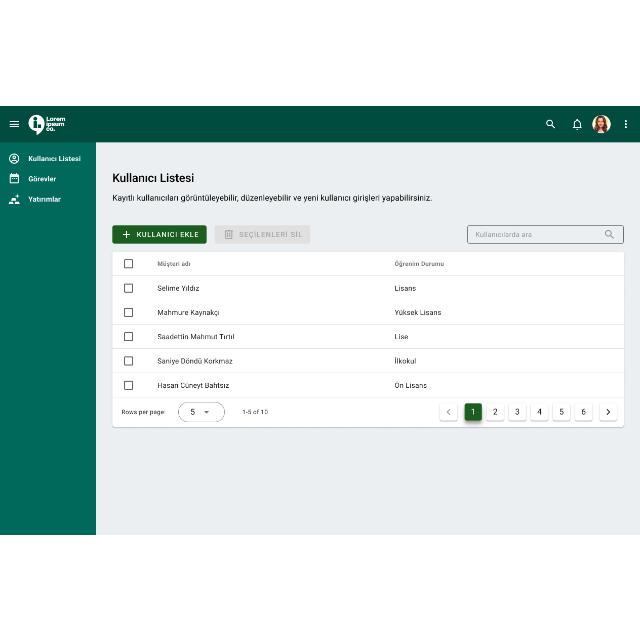 Lorem
ipsum
co.
Kullanıcı Listesi
Görevler
Yatırımlar
Kullanıcı Listesi
Kayıtlı kullanıcıları görüntüleyebilir, düzenleyebilir ve yeni kullanıcı girişleri yapabilirsiniz.
KULLANICI EKLE
SEÇİLENLERİ SİL
Kullanıcılarda ara
Müşteri adı Öğrenim Durumu
Selime Yıldız Lisans
Mahmure Kaynakçı Yüksek Lisans
Saadettin Mahmut Tırtıl Lise
Saniye Döndü Korkmaz İlkokul
Hasan Cüneyt Bahtsız Ön Lisans
Rows per page: 5 1-5 of 10 1 2 3 4 5 6